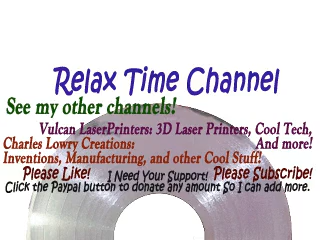 Relax Time Channel
See my other channels!
Vulcan LaserPrinters: 3D Laser Printers, Cool Tech,
Charles Lowry Creations: And more!
Inventions, Manufacturing, and other Cool Stuff!
Please Like! I Need Your Support! Please Subscribe!
Click the Paypal button to donate any amount So I can add more.